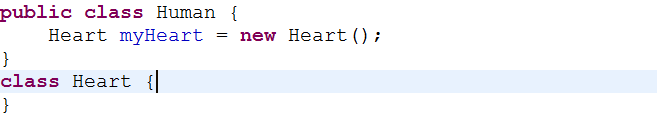 public class Human {
    Heart myHeart = new Heart();
}
class Heart {
}